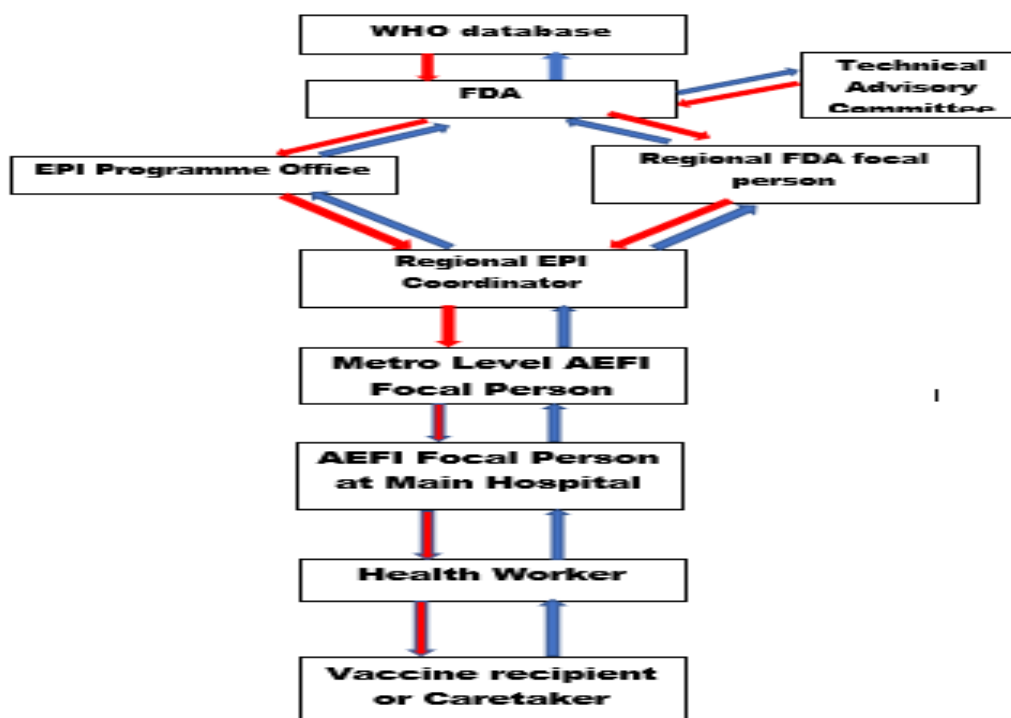 WHO database
FDA
Technical
Advisory
Committee
EPI Programme Office
Regional FDA focal
person
Regional EPI
Coordinator
Metro Level AEFI
Focal Person
AEFI Focal Person
at Main Hospital
Health Worker
Vaccine recipient
or Caretaker